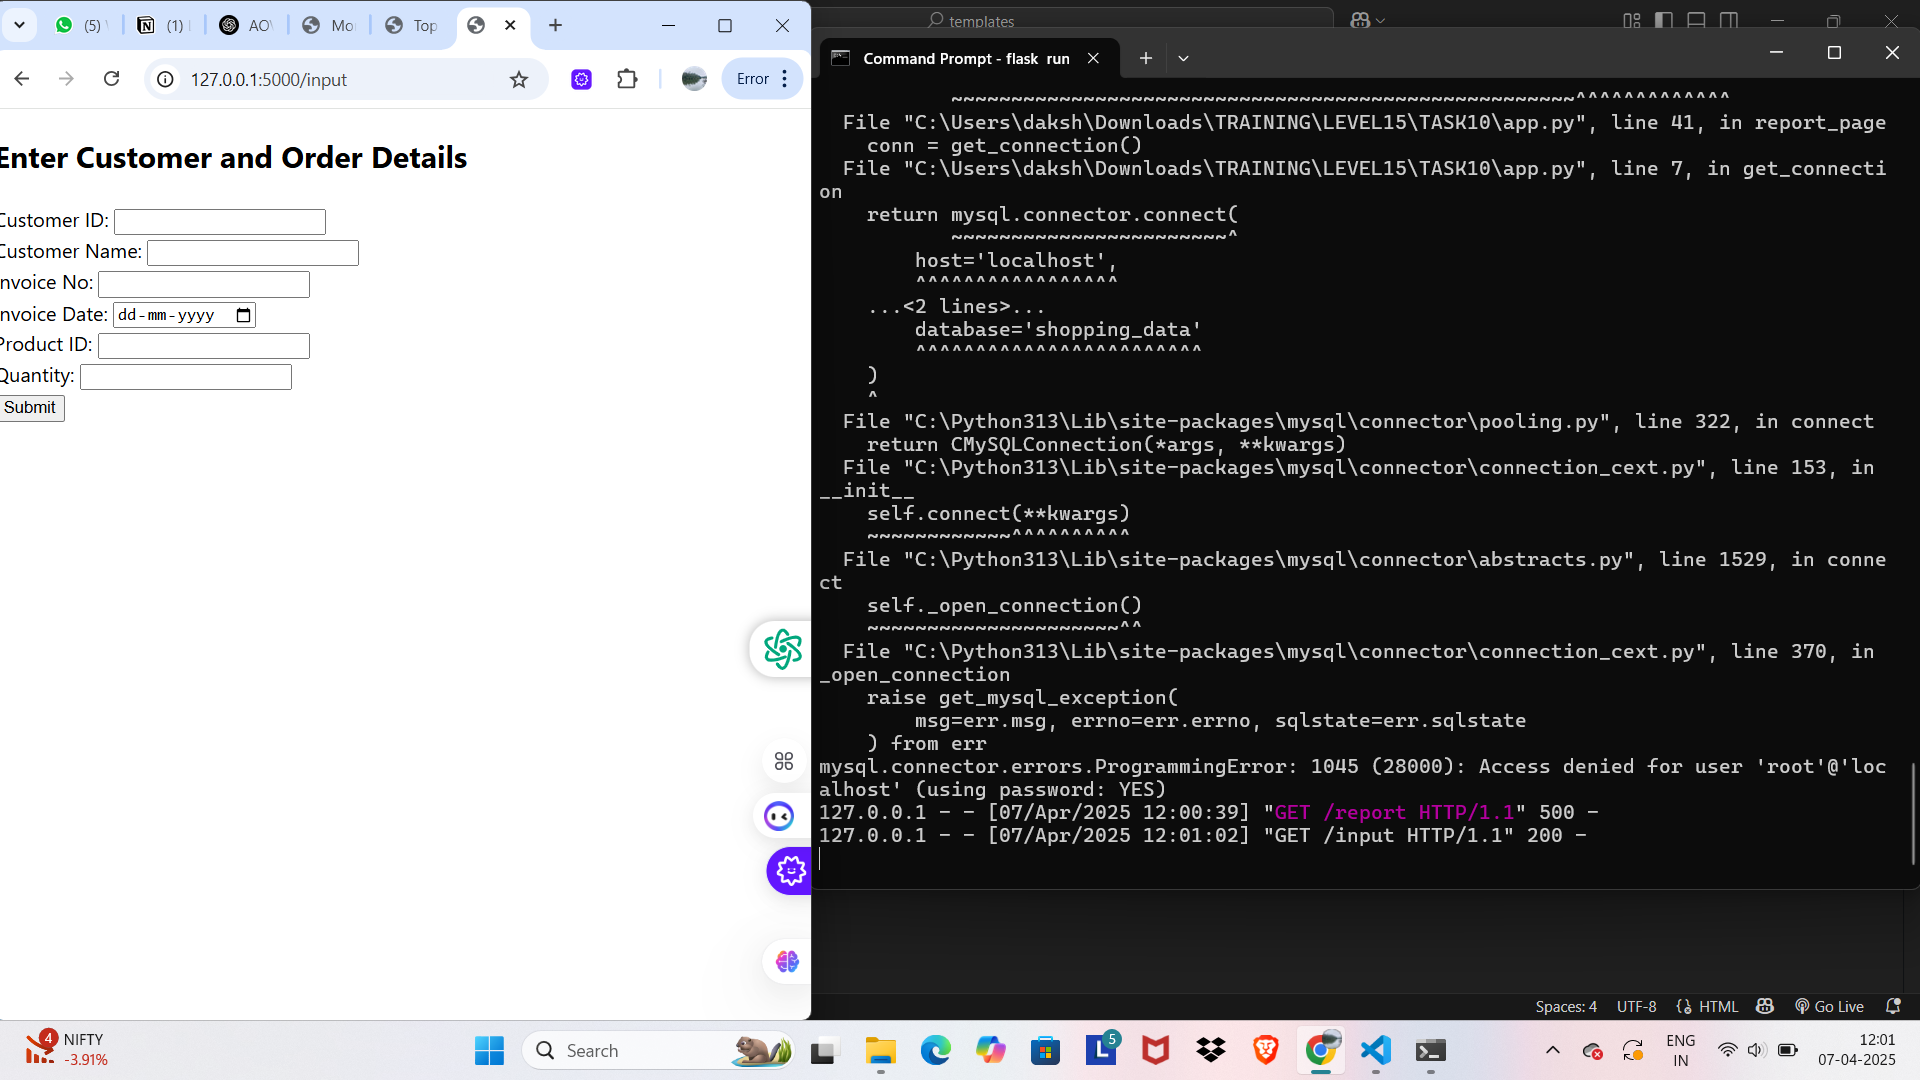 (5)
(1)
AO
Mo
Top
127.0.0.1:5000/input
Error
Enter Customer and Order Details
Customer ID:
Customer Name:
Invoice No:
Invoice Date: dd-mm-yyyy
Product ID:
Quantity:
Submit
templates
Command Prompt - flask run
~~~~~~~~~~~~~~~~~~~~~~~~~~~~~~~~~~~~~~~~~~~~~~~~~~~~^^^^^^^^^^^^^
File "C:\Users\daksh\Downloads\TRAINING\LEVEL15\TASK10\app.py", line 41, in report_page
conn = get_connection()
File "C:\Users\daksh\Downloads\TRAINING\LEVEL15\TASK10\app.py", line 7, in get_connecti
on
return mysql.connector.connect(
~~~~~~~~~~~~~~~~~~~~~~~^
host='localhost',
^^^^^^^^^^^^^^^^^
...<2 lines>...
database='shopping_data'
^^^^^^^^^^^^^^^^^^^^^^^^
)
^
File "C:\Python313\Lib\site-packages\mysql\connector\pooling.py", line 322, in connect
return CMySQLConnection(*args, **kwargs)
File "C:\Python313\Lib\site-packages\mysql\connector\connection_cext.py", line 153, in
__init__
self.connect(**kwargs)
~~~~~~~~~~~~^^^^^^^^^^
File "C:\Python313\Lib\site-packages\mysql\connector\abstracts.py", line 1529, in conne
ct
self._open_connection()
~~~~~~~~~~~~~~~~~~~~~^^
File "C:\Python313\Lib\site-packages\mysql\connector\connection_cext.py", line 370, in
_open_connection
raise get_mysql_exception(
msg=err.msg, errno=err.errno, sqlstate=err.sqlstate
) from err
mysql.connector.errors.ProgrammingError: 1045 (28000): Access denied for user 'root'@'loc
alhost' (using password: YES)
127.0.0.1 - - [07/Apr/2025 12:00:39] "GET /report HTTP/1.1" 500 -
127.0.0.1 - - [07/Apr/2025 12:01:02] "GET /input HTTP/1.1" 200 -
Spaces: 4 UTF-8 HTML Go Live
4 NIFTY
-3.91%
Search
L 5
ENG
IN
12:01
07-04-2025